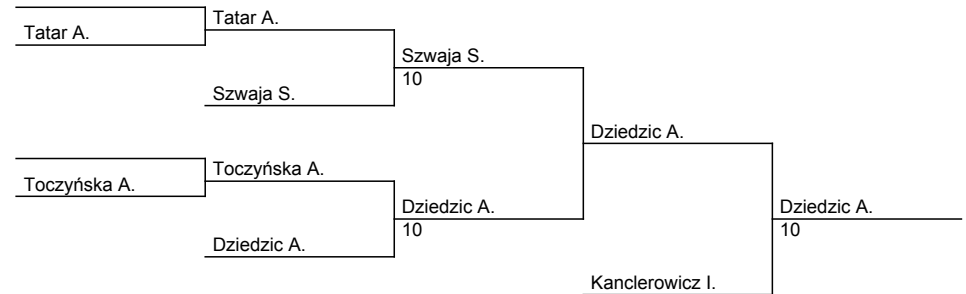 Tatar A.
Tatar A.
Szwaja S.
10
Szwaja S.
Dziedzic A.
Toczyńska A.
Toczyńska A.
Dziedzic A.
10
Dziedzic A.
10
Dziedzic A.
Kanclerowicz I.